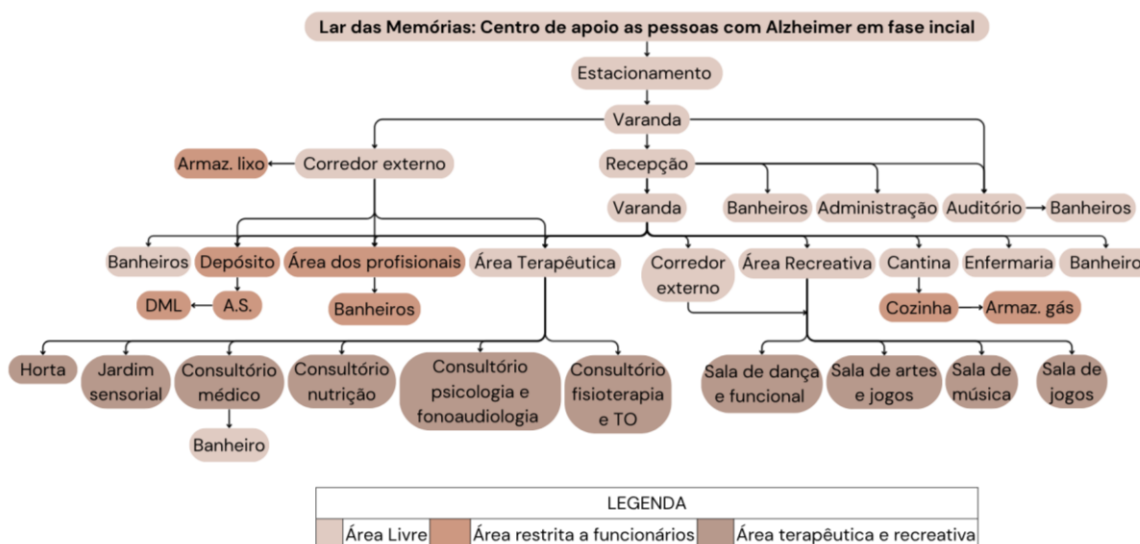 Lar das Memórias: Centro de apoio as pessoas com Alzheimer em fase incial
Estacionamento
Varanda
Armaz. lixo
Corredor externo
Recepção
Varanda
Banheiros
Administração
Auditório
Banheiros
Banheiros
Depósito
Área dos profisionais
Área Terapêutica
Corredor
externo
Área Recreativa
Cantina
Enfermaria
Banheiro
DML
A.S.
Banheiros
Cozinha
Armaz. gás
Horta
Jardim
sensorial
Consultório
médico
Consultório
nutrição
Consultório
psicologia e
fonoaudiologia
Consultório
fisioterapia
e TO
Sala de dança
e funcional
Sala de artes
e jogos
Sala de
música
Sala de
jogos
Banheiro
LEGENDA
Área Livre
Área restrita a funcionários
Área terapêutica e recreativa